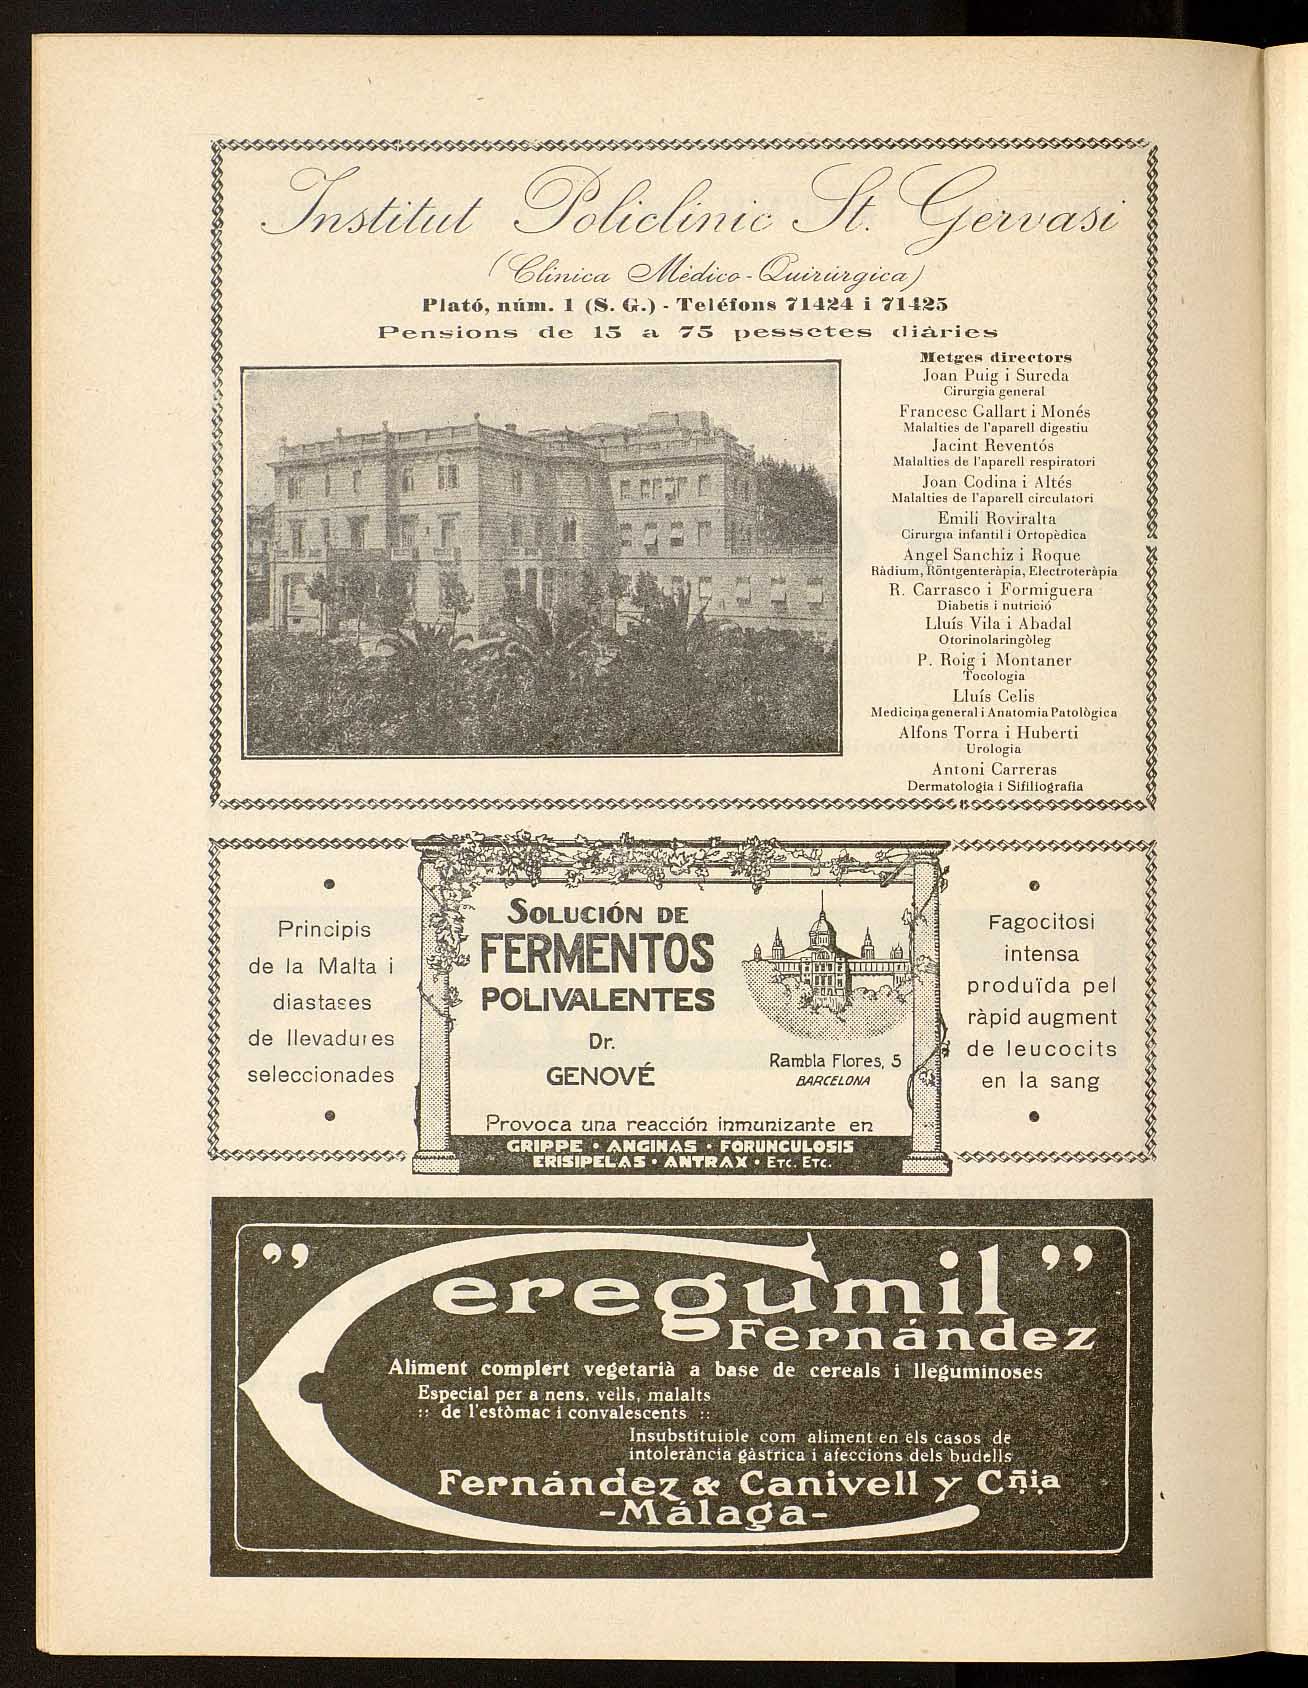 Institut Policlinic St. Gervasi
(Clínica Médico-Quirúrgica)
Plató, núm. 1 (S. G.) - Telèfons 71424 i 71425
Pensions de 15 a 75 pessetes diàries
Metges directors
Joan Puig i Sureda
Cirurgia general
Francesc Gallart i Monés
Malalties de l'aparell digestiu
Jacint Reventós
Malalties de l'aparell respiratori
Joan Codina i Altés
Malalties de l'aparell circulatori
Emili Roviralta
Cirurgia infantil i Ortopèdica
Angel Sanchiz i Roque
Ràdium, Röntgenteràpia, Electroteràpia
R. Carrasco i Formiguera
Diabetis i nutrició
Lluís Vila i Abadal
Otorinolaringòleg
P. Roig i Montaner
Tocologia
Lluís Celis
Medicina general i Anatomia Patològica
Alfons Torra i Huberti
Urologia
Antoni Carreras
Dermatologia i Sifiliografia
Principis
de la Malta i
diastases
de llevadures
seleccionades
SOLUCIÓN DE
FERMENTOS
POLIVALENTES
Dr.
GENOVÉ
Rambla Flores, 5
BARCELONA
Provoca una reacción inmunizante en
GRIPPE • ANGINAS • FORUNCULOSIS
ERISIPELAS • ANTRAX • ETC. ETC.
Fagocitosi
intensa
produïda pel
ràpid augment
de leucocits
en la sang
"Ceregumil"
Fernández
Aliment complert vegetarià a base de cereals i lleguminoses
Especial per a nens, vells, malalts
:: de l'estòmac i convalescents ::
Insubstituible com aliment en els casos de
intolerància gàstrica i afeccions dels budells
Fernández & Canivell y Cñía
-Málaga-